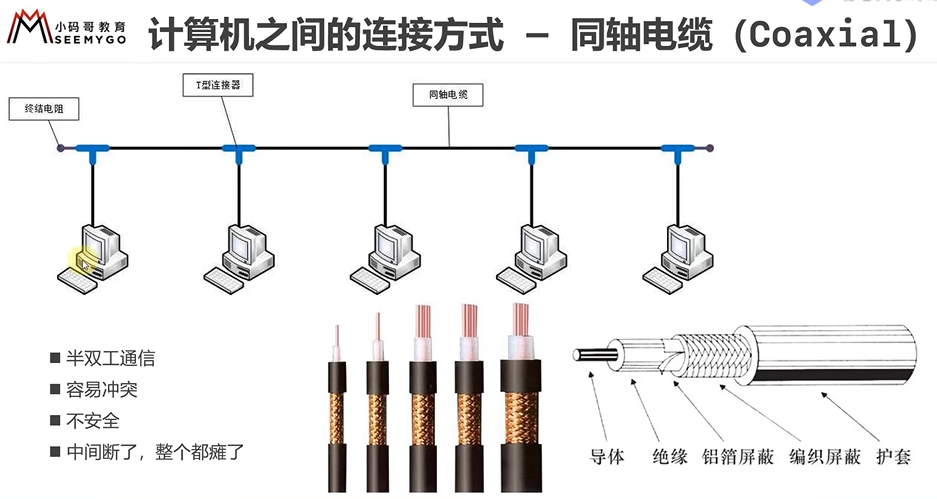 小码哥教育
SEEMYGO
计算机之间的连接方式 – 同轴电缆（Coaxial）
终结电阻
T型连接器
同轴电缆
■ 半双工通信
■ 容易冲突
■ 不安全
■ 中间断了，整个都瘫了
导体 绝缘 铝箔屏蔽 编织屏蔽 护套